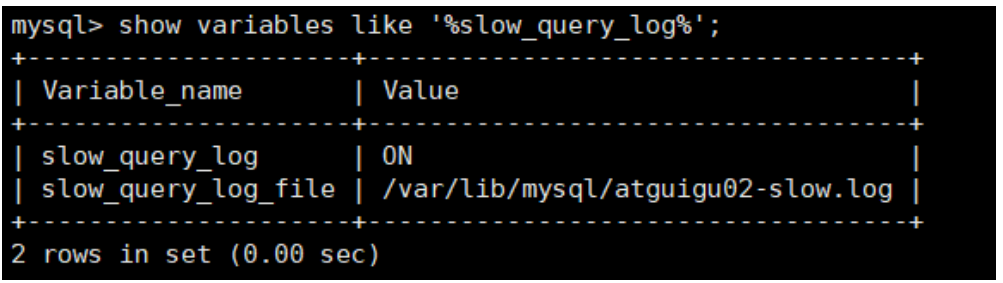 mysql> show variables like '%slow_query_log%';
+---------------------+-----------------------------------+
| Variable_name       | Value                             |
+---------------------+-----------------------------------+
| slow_query_log      | ON                                |
| slow_query_log_file | /var/lib/mysql/atguigu02-slow.log |
+---------------------+-----------------------------------+
2 rows in set (0.00 sec)